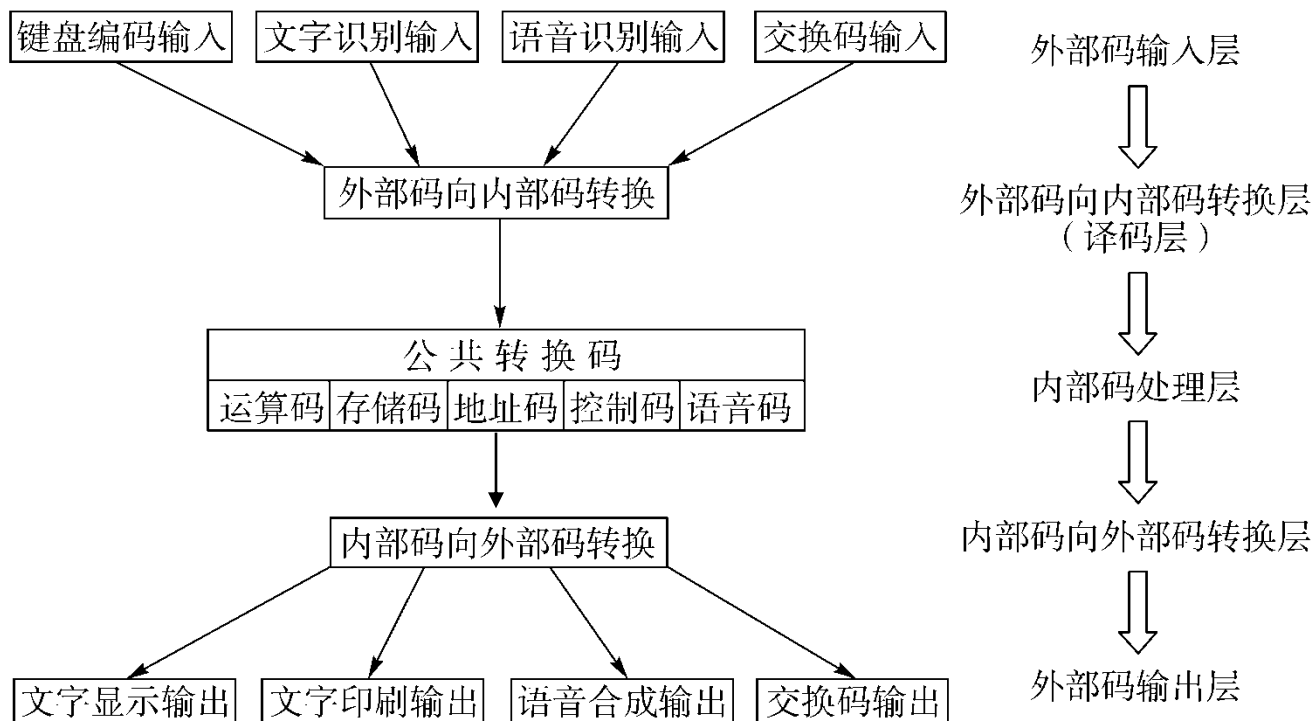 键盘编码输入 文字识别输入 语音识别输入 交换码输入 外部码输入层
外部码向内部码转换 外部码向内部码转换层
（译码层）
公共转换码
运算码 存储码 地址码 控制码 语音码 内部码处理层
内部码向外部码转换 内部码向外部码转换层
文字显示输出 文字印刷输出 语音合成输出 交换码输出 外部码输出层